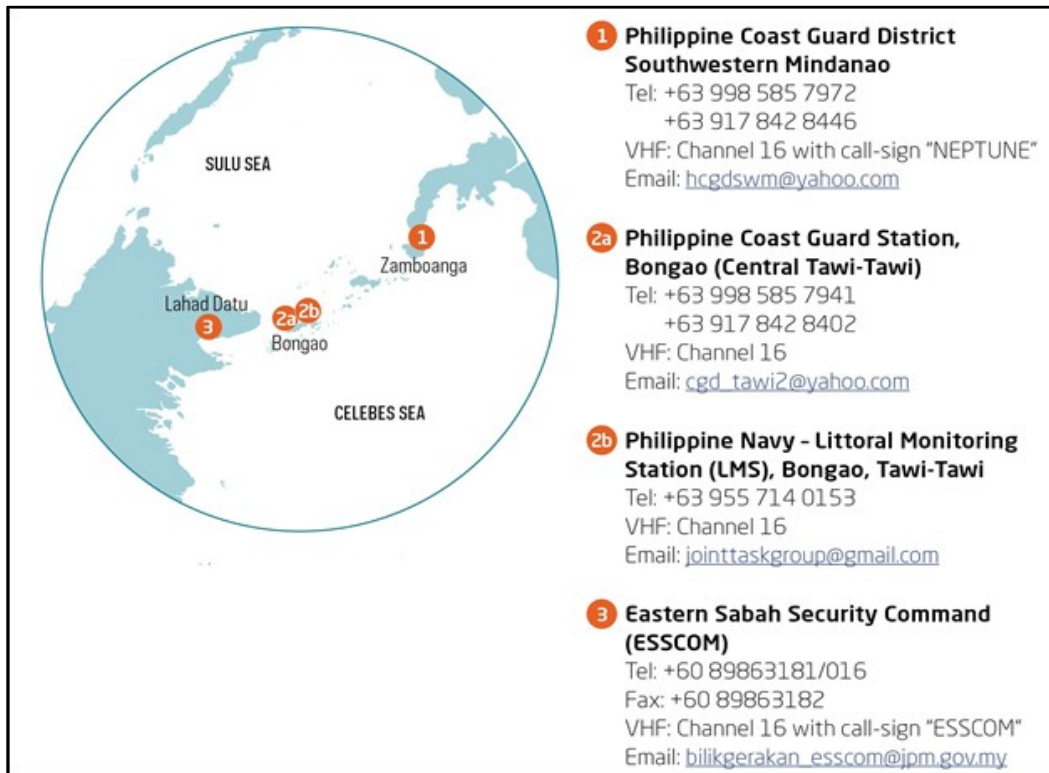 SULU SEA
1
Zamboanga
Lahad Datu
3
2a
2b
Bongao
CELEBES SEA
1 Philippine Coast Guard District
Southwestern Mindanao
Tel: +63 998 585 7972
+63 917 842 8446
VHF: Channel 16 with call-sign "NEPTUNE"
Email: hcgdswm@yahoo.com
2a Philippine Coast Guard Station,
Bongao (Central Tawi-Tawi)
Tel: +63 998 585 7941
+63 917 842 8402
VHF: Channel 16
Email: cgd_tawi2@yahoo.com
2b Philippine Navy – Littoral Monitoring
Station (LMS), Bongao, Tawi-Tawi
Tel: +63 955 714 0153
VHF: Channel 16
Email: jointtaskgroup@gmail.com
3 Eastern Sabah Security Command
(ESSCOM)
Tel: +60 89863181/016
Fax: +60 89863182
VHF: Channel 16 with call-sign "ESSCOM"
Email: bilikgerakan_esscom@jpm.gov.my